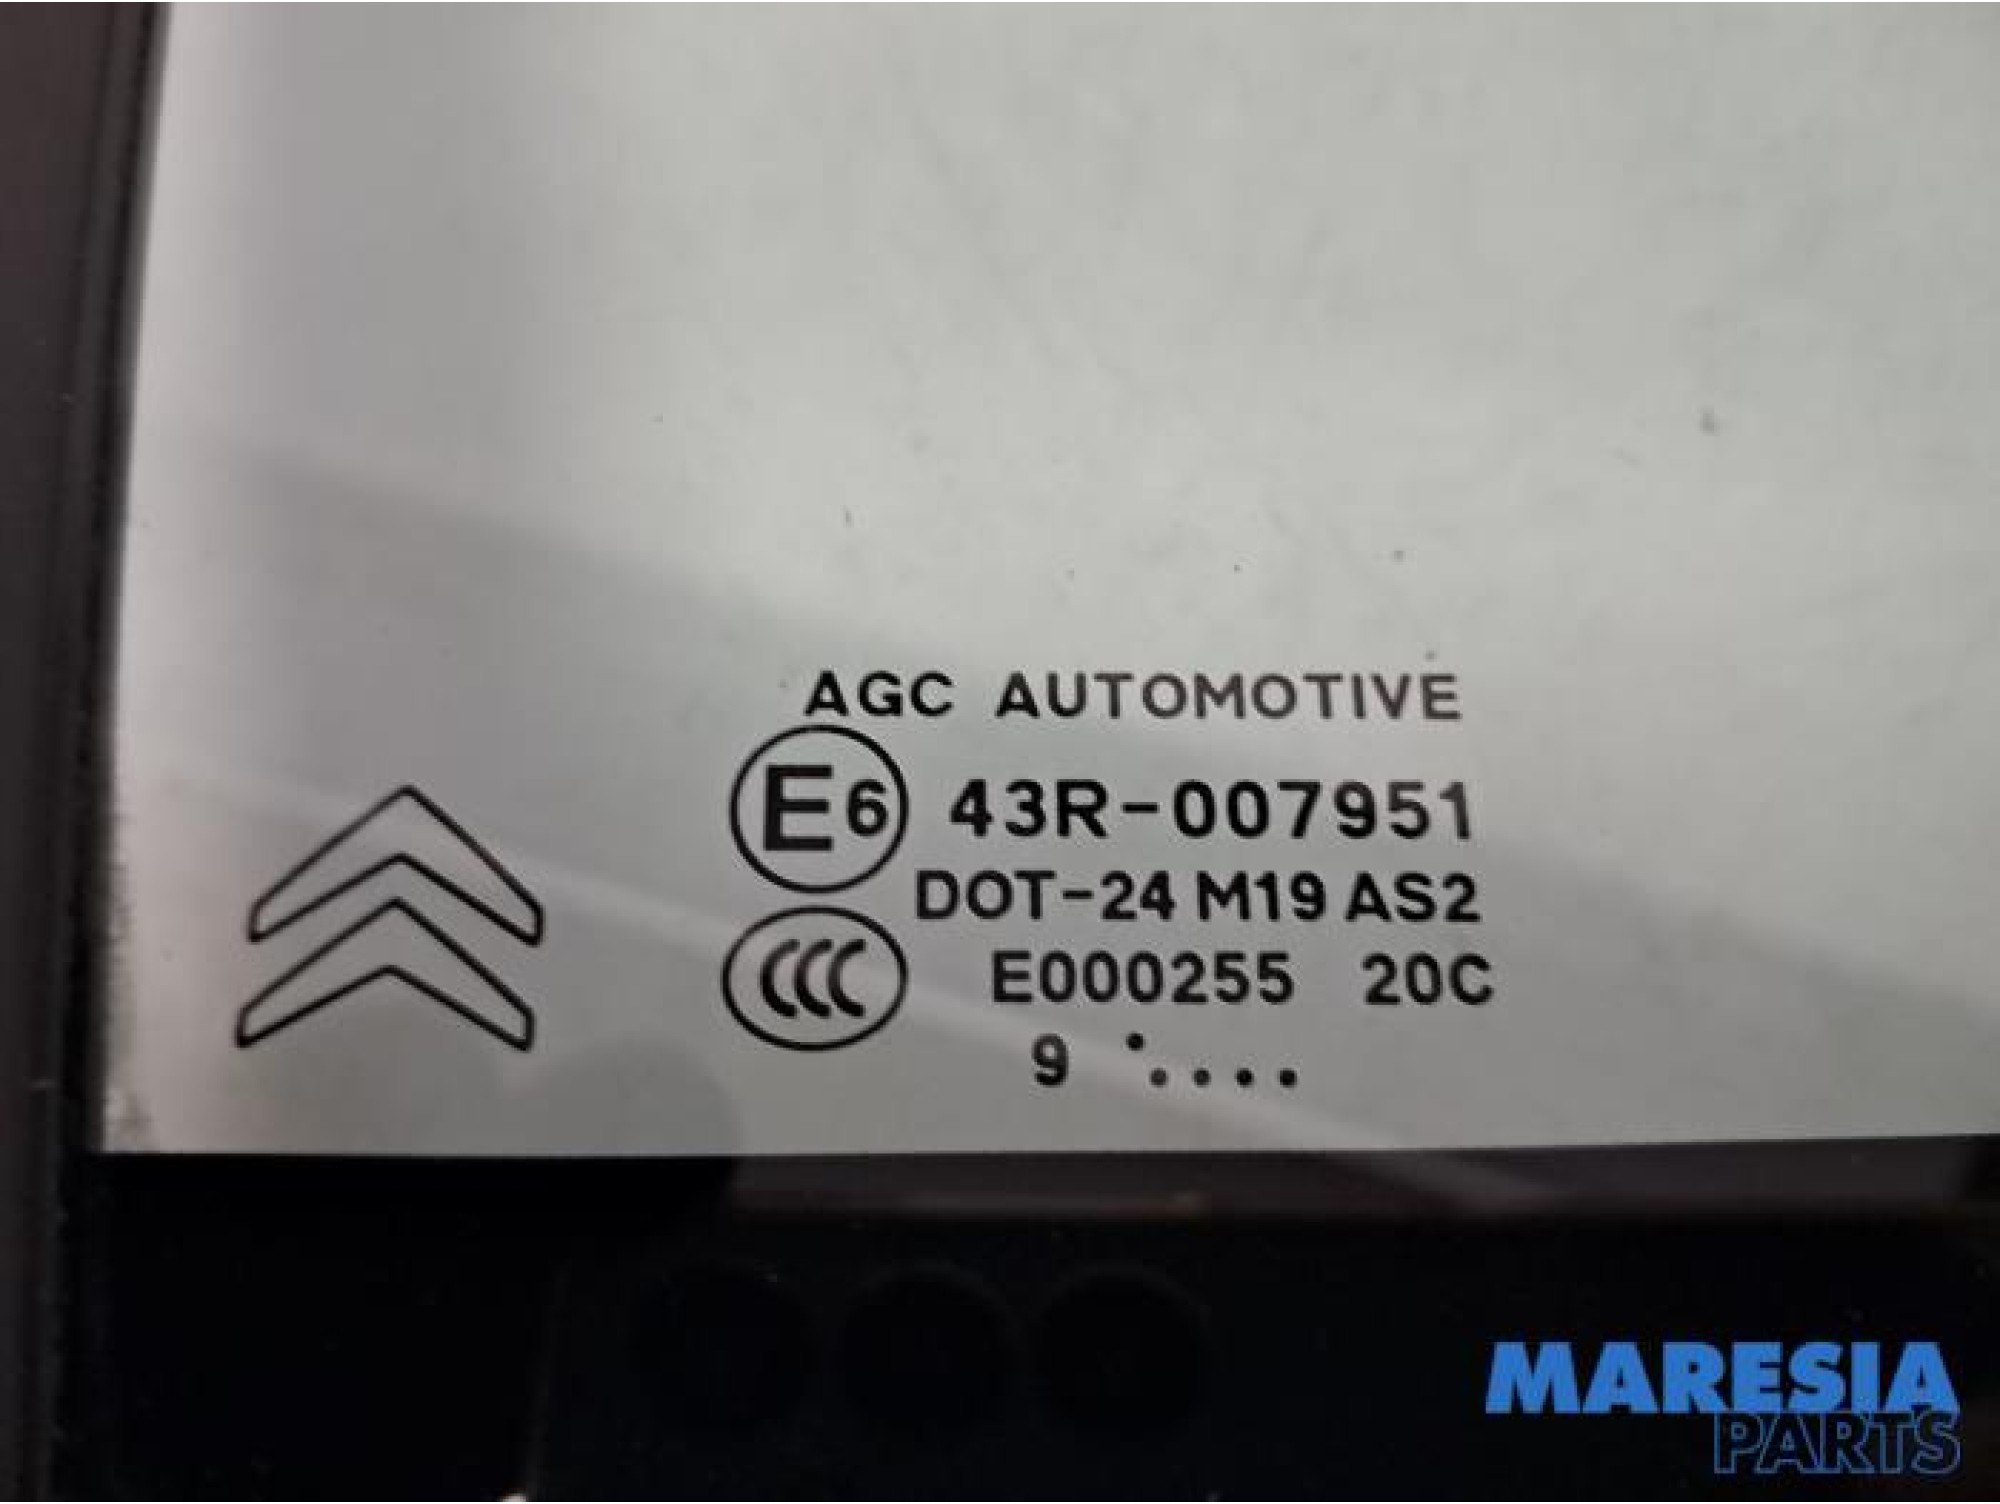 AGC AUTOMOTIVE
E6 43R-007951
DOT-24 M19 AS2
CCC E000255 20C
9 •....
MARESIA
PARTS